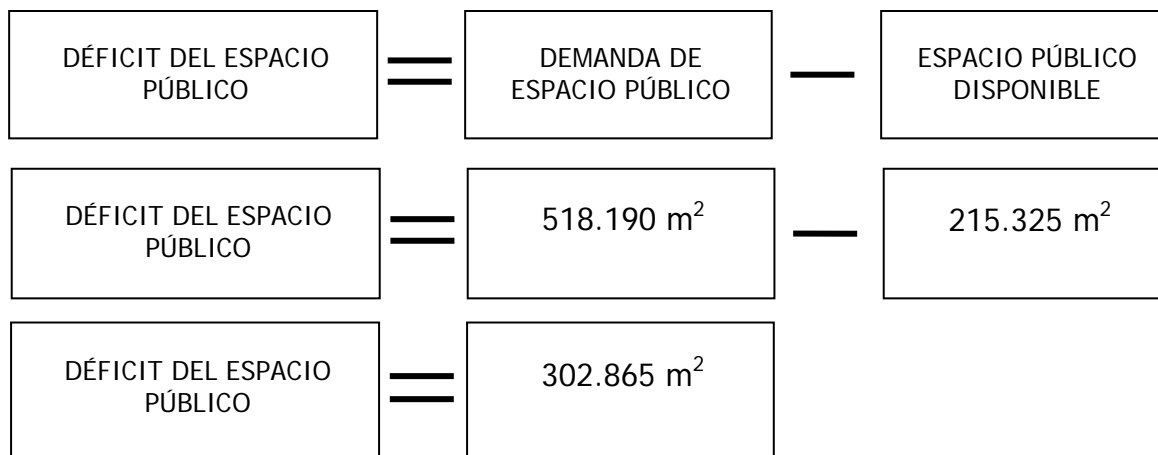 DÉFICIT DEL ESPACIO
PÚBLICO
=
DEMANDA DE
ESPACIO PÚBLICO
—
ESPACIO PÚBLICO
DISPONIBLE
DÉFICIT DEL ESPACIO
PÚBLICO
=
518.190 m²
—
215.325 m²
DÉFICIT DEL ESPACIO
PÚBLICO
=
302.865 m²